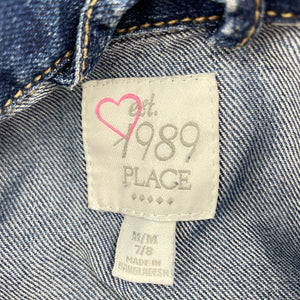 est.
1989
PLACE
M/M
7/8
MADE IN
BANGLADESH